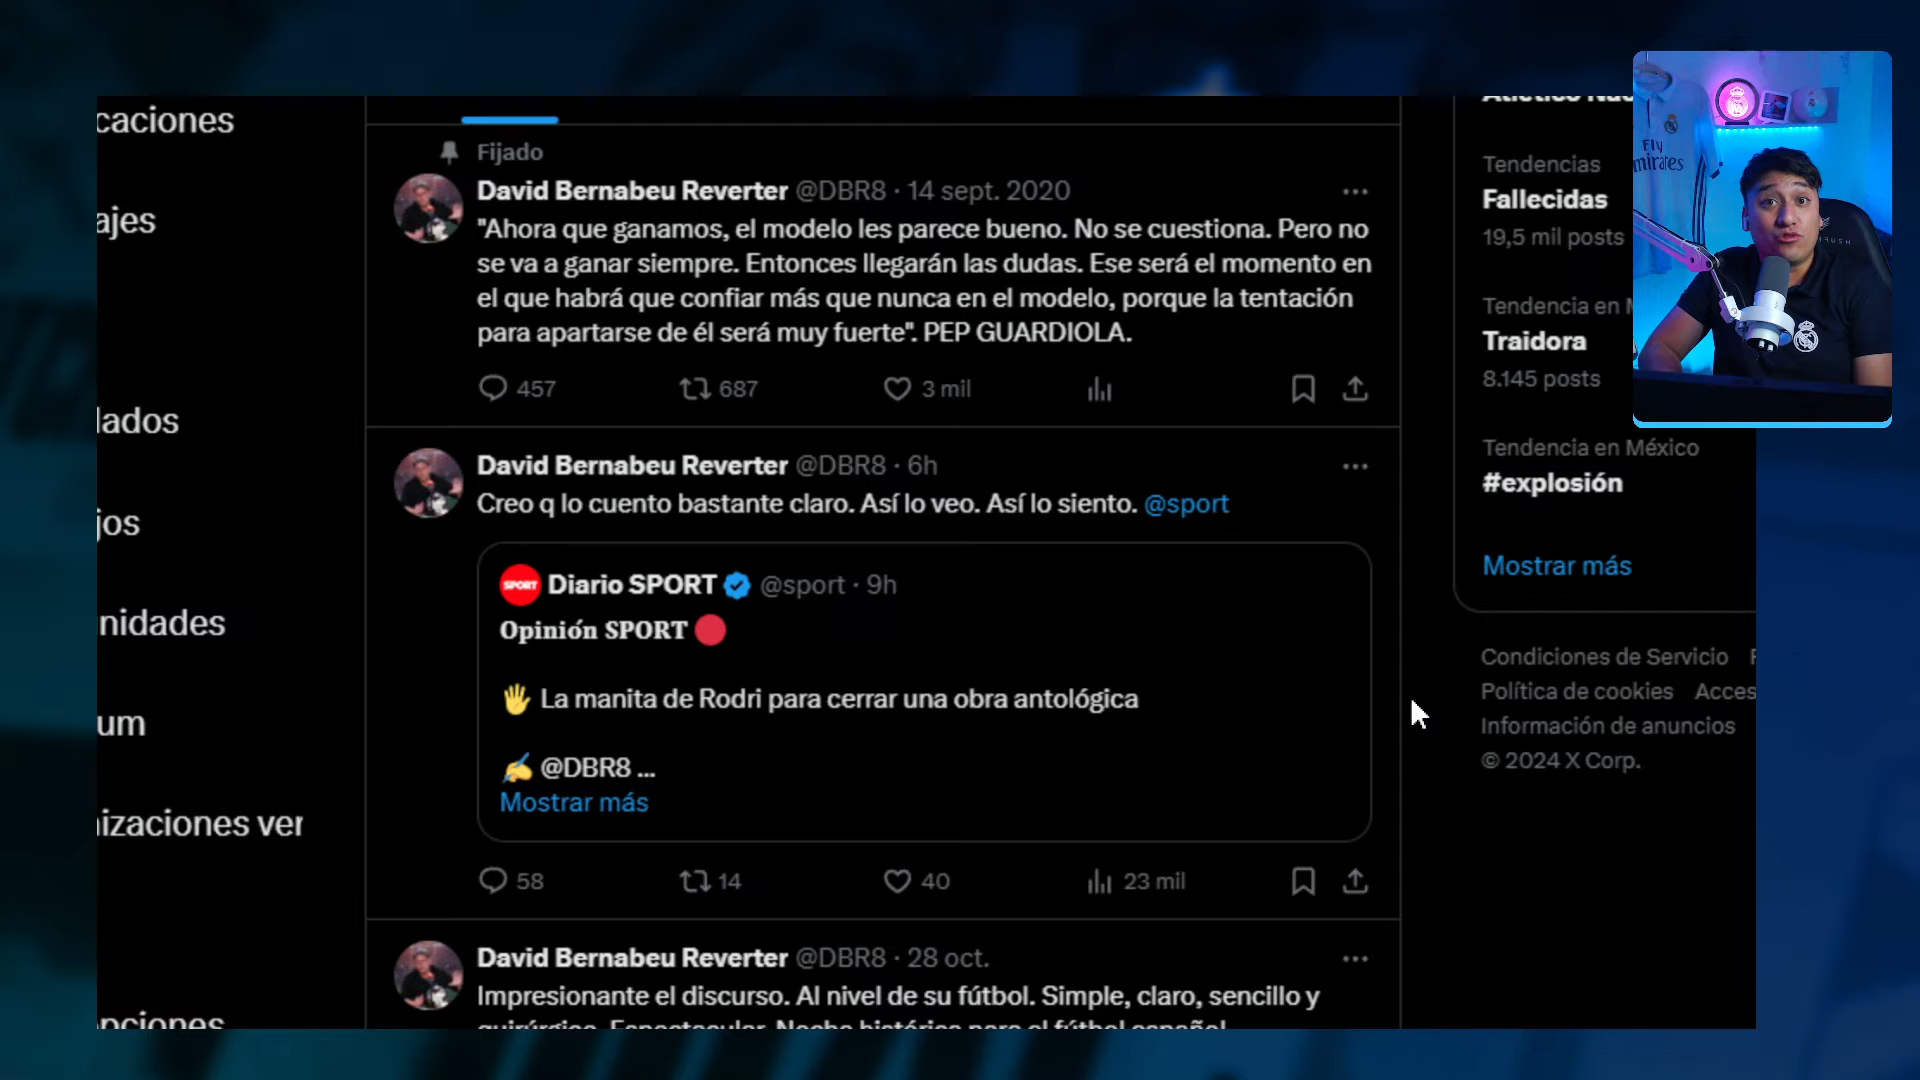 caciones
ajes
lados
jos
nidades
um
nizaciones ver
Fijado
David Bernabeu Reverter @DBR8 · 14 sept. 2020
"Ahora que ganamos, el modelo les parece bueno. No se cuestiona. Pero no
se va a ganar siempre. Entonces llegarán las dudas. Ese será el momento en
el que habrá que confiar más que nunca en el modelo, porque la tentación
para apartarse de él será muy fuerte". PEP GUARDIOLA.
457 687 3 mil
David Bernabeu Reverter @DBR8 · 6h
Creo q lo cuento bastante claro. Así lo veo. Así lo siento. @sport
SPORT Diario SPORT @sport · 9h
Opinión SPORT 🔴
🖐 La manita de Rodri para cerrar una obra antológica
✍ @DBR8 ...
Mostrar más
58 14 40 23 mil
David Bernabeu Reverter @DBR8 · 28 oct.
Impresionante el discurso. Al nivel de su fútbol. Simple, claro, sencillo y
Tendencias
Fallecidas
19,5 mil posts
Tendencia en
Traidora
8.145 posts
Tendencia en México
#explosión
Mostrar más
Condiciones de Servicio
Política de cookies Acces
Información de anuncios
© 2024 X Corp.
Fly
Emirates